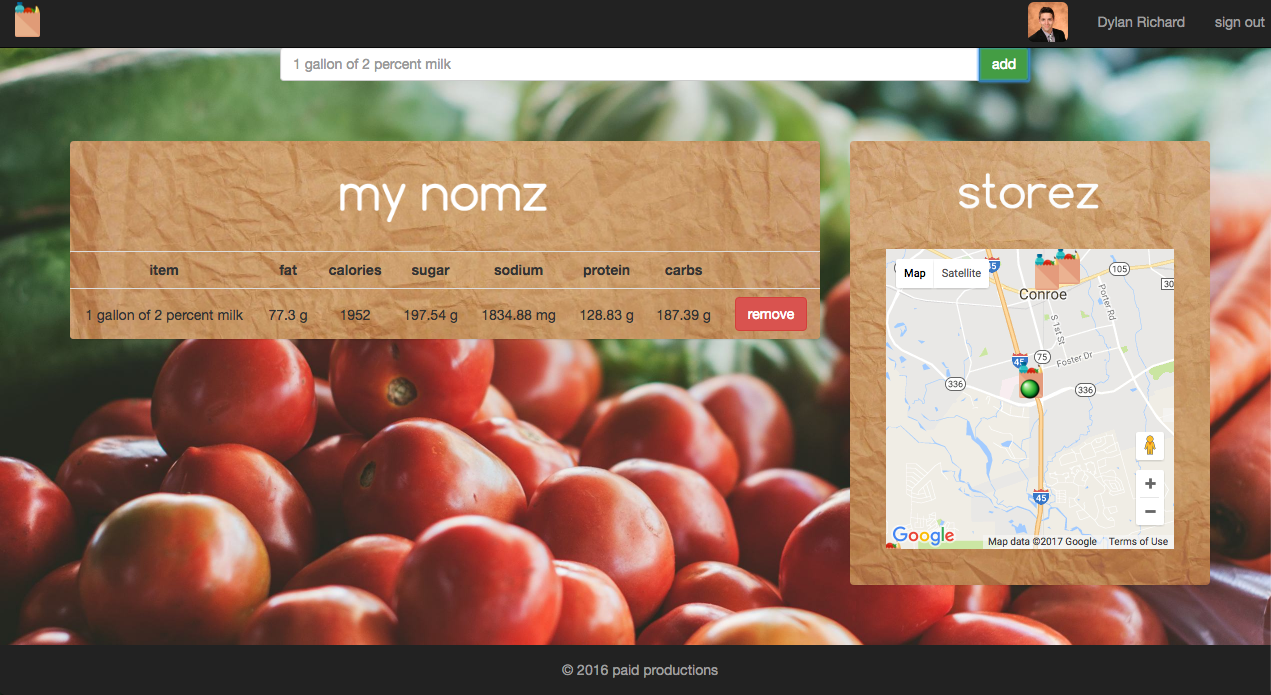 Dylan Richard sign out
1 gallon of 2 percent milk add
my nomz
item fat calories sugar sodium protein carbs
1 gallon of 2 percent milk 77.3 g 1952 197.54 g 1834.88 mg 128.83 g 187.39 g remove
storez
Map Satellite
105
Conroe
Porter Rd
S 1st St
75
45
Foster Dr
336
336
45
Google
Map data ©2017 Google Terms of Use
© 2016 paid productions